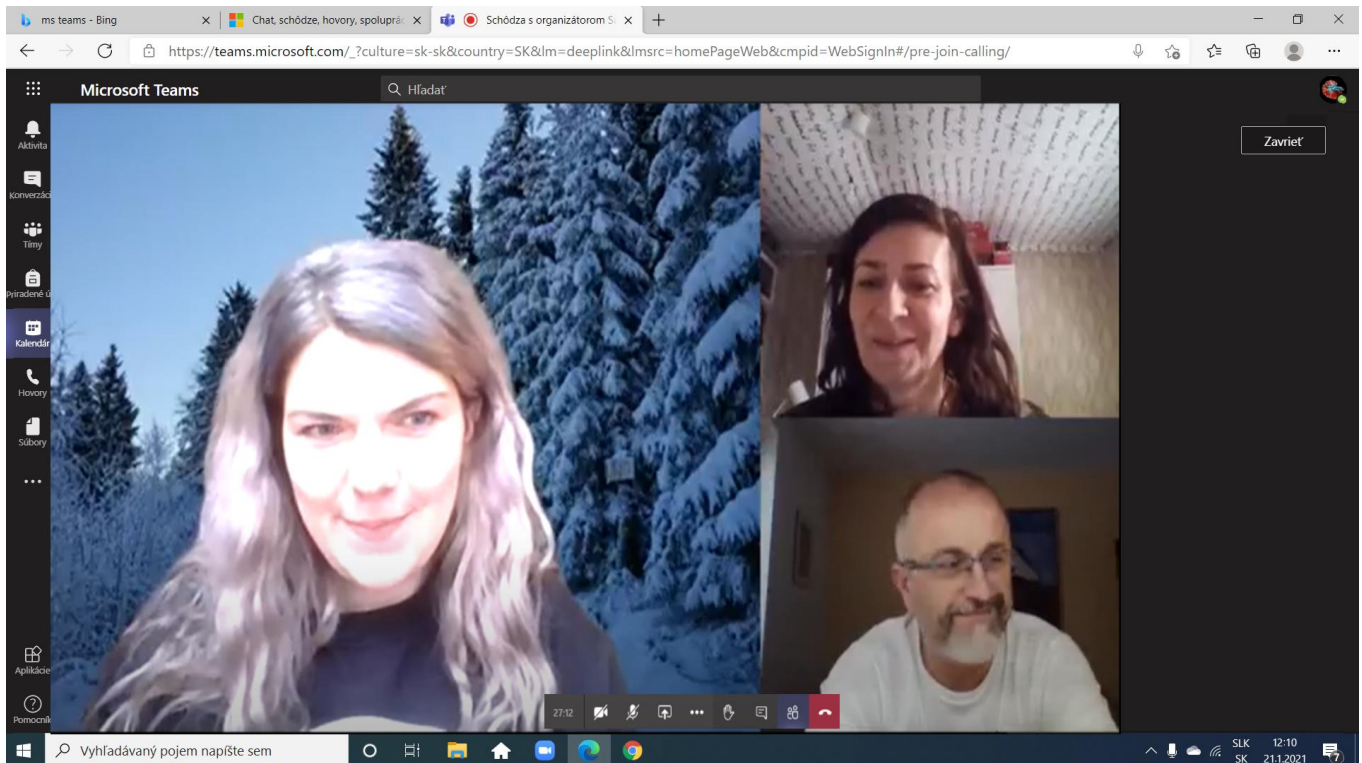 ms teams - Bing
Chat, schôdze, hovory, spoluprác
Schôdza s organizátorom S
https://teams.microsoft.com/_?culture=sk-sk&country=SK&lm=deeplink&lmsrc=homePageWeb&cmpid=WebSignIn#/pre-join-calling/
Microsoft Teams
Hľadať
Aktivita
Zavrieť
Konverzáci
Tímy
Priradené ú
Kalendár
Hovory
Súbory
Aplikácie
Pomocník
27:12
Vyhľadávaný pojem napíšte sem
SLK 12:10
SK 21.1.2021
7